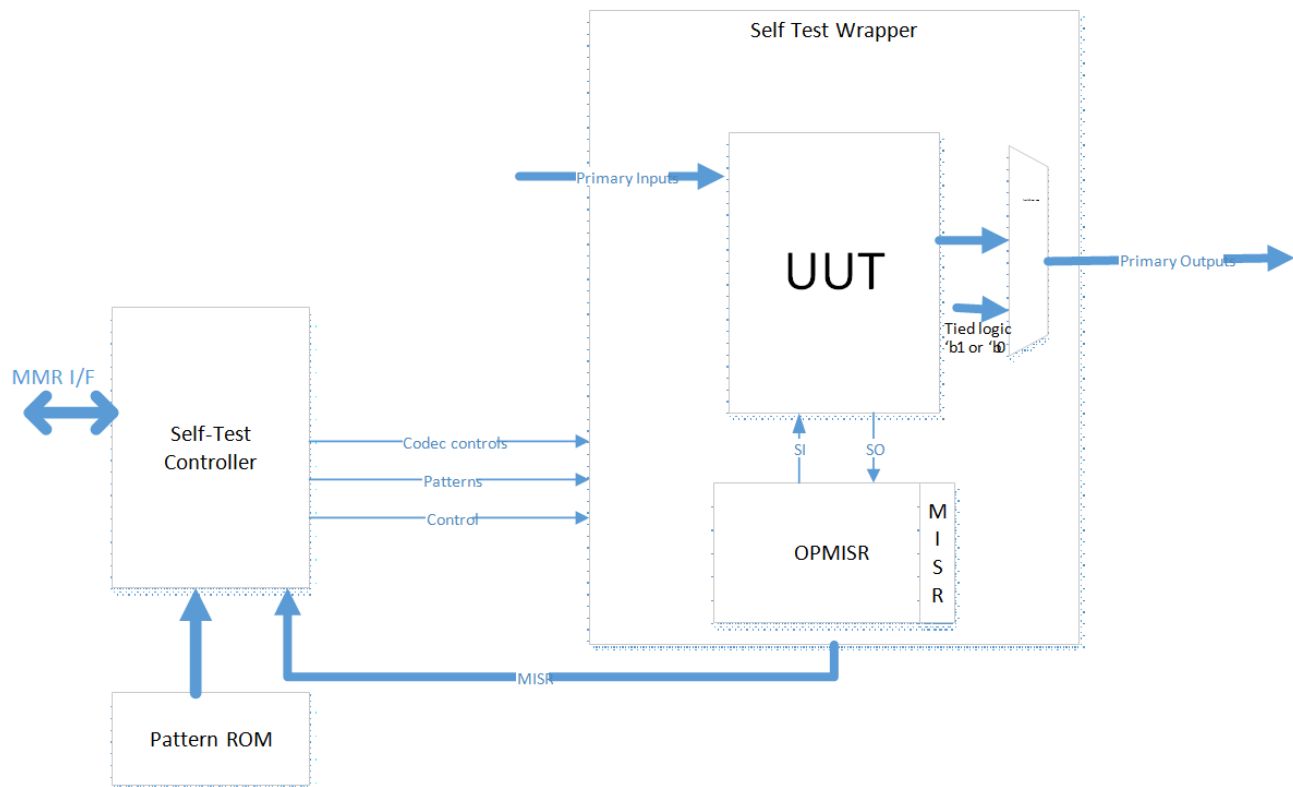 Self Test Wrapper
Primary Inputs
UUT
Primary Outputs
Tied logic
‘b1 or ‘b0
MMR I/F
Self-Test
Controller
Codec controls
Patterns
Control
SI
SO
OPMISR
M
I
S
R
MISR
Pattern ROM